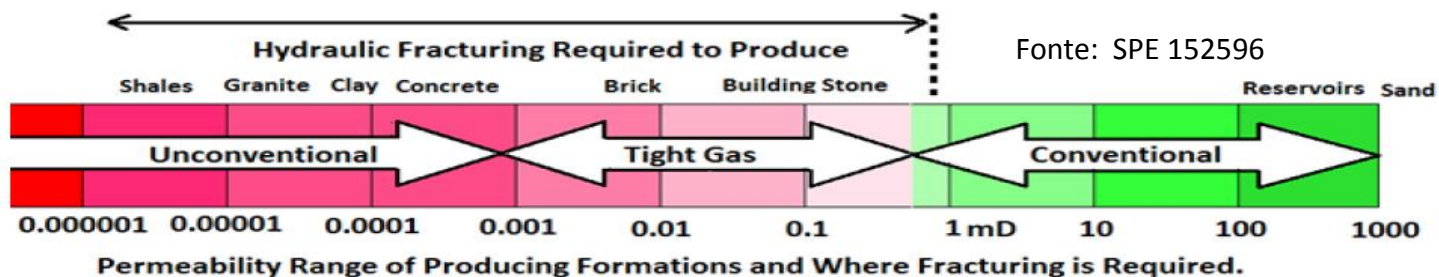 Hydraulic Fracturing Required to Produce
Fonte: SPE 152596
Shales Granite Clay Concrete Brick Building Stone Reservoirs Sand
Unconventional Tight Gas Conventional
0.000001 0.00001 0.0001 0.001 0.01 0.1 1 mD 10 100 1000
Permeability Range of Producing Formations and Where Fracturing is Required.